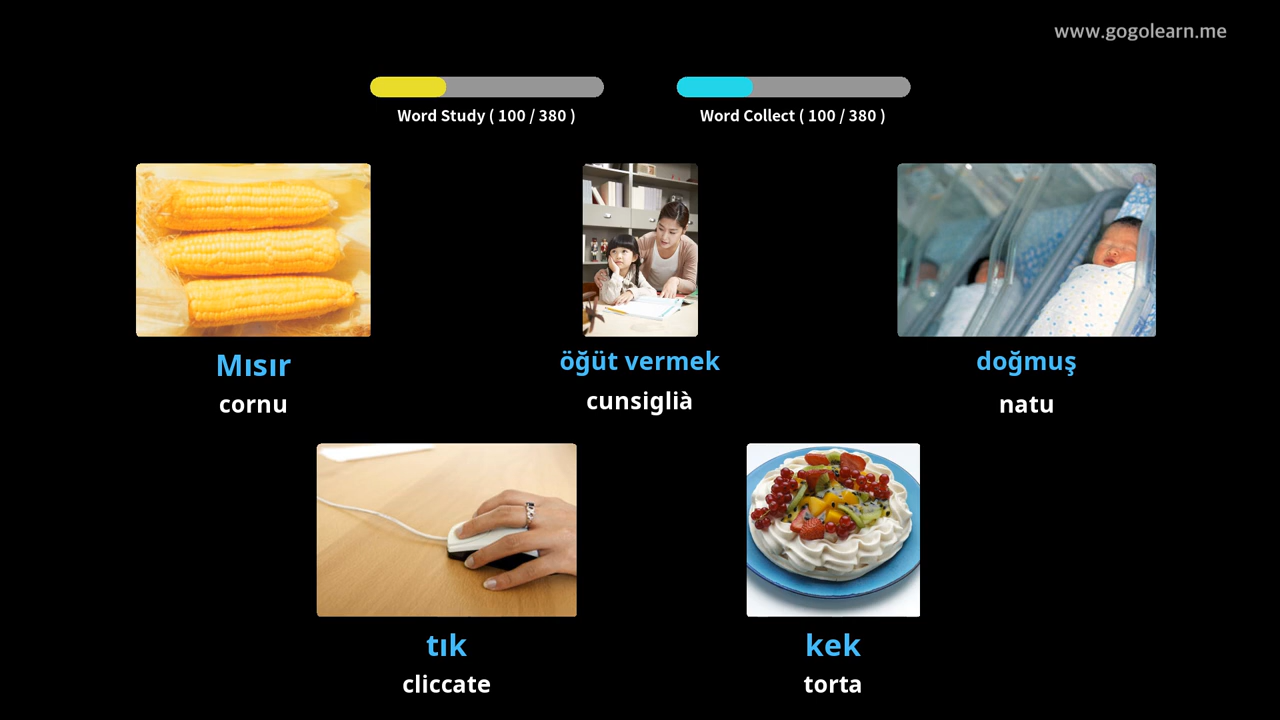 www.gogolearn.me
Word Study ( 100 / 380 )
Word Collect ( 100 / 380 )
Mısır
cornu
öğüt vermek
cunsiglià
doğmuş
natu
tık
cliccate
kek
torta